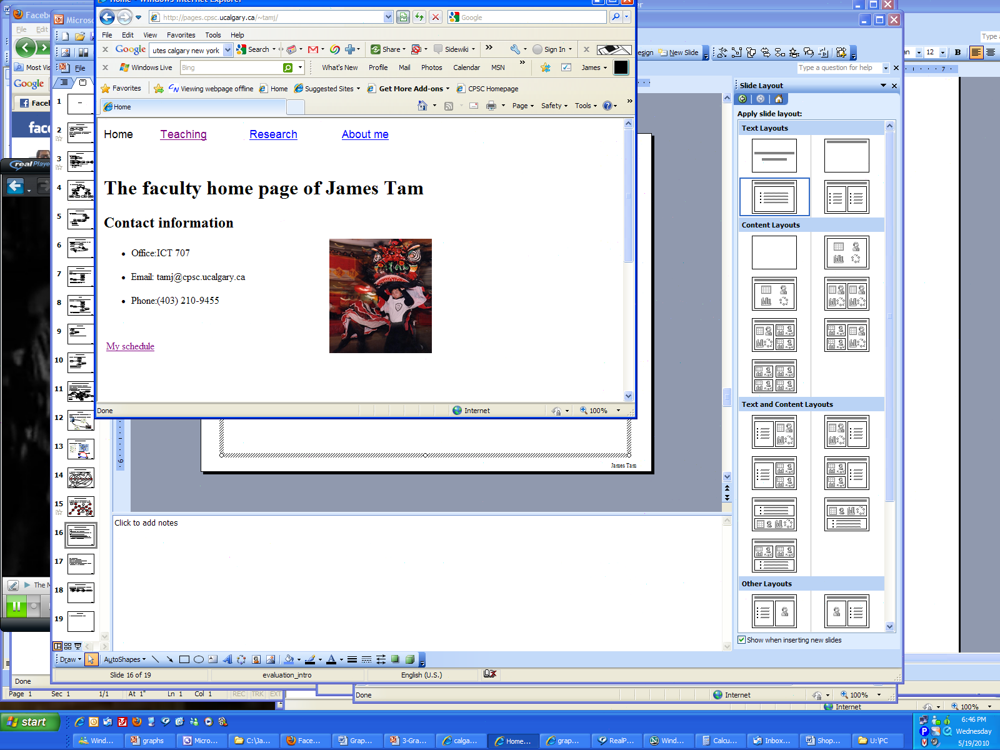 Home - Windows Internet Explorer
http://pages.cpsc.ucalgary.ca/~tamj/
Google
File Edit View Favorites Tools Help
Google utes calgary new york Search Share Sidewiki Sign In
Windows Live Bing What's New Profile Mail Photos Calendar MSN James
Favorites Viewing webpage offline Home Suggested Sites Get More Add-ons CPSC Homepage
Home
Page Safety Tools
Home Teaching Research About me
The faculty home page of James Tam
Contact information
Office:ICT 707
Email: tamj@cpsc.ucalgary.ca
Phone:(403) 210-9455
My schedule
Done Internet 100%
Faceb
File Edit
Most Vis
Google
Facel
face
realPlaye
The M
Done
Micros
File
1
2
3
4
5
6
7
8
9
10
11
12
13
14
15
16
17
18
19
esign New Slide
Type a question for help
Type a
12 B
7
Slide Layout
Apply slide layout:
Text Layouts
Content Layouts
Text and Content Layouts
Other Layouts
Show when inserting new slides
James Tam
Click to add notes
Draw AutoShapes
Slide 16 of 19 evaluation_intro English (U.S.)
Page 1 Sec 1 1/1 At 1" Ln 1 Col 1 REC TRK EXT
Done Internet 100%
Internet 100%
start
Wind... graphs Micro... C:\Ja... Face... Grap... 3-Gra... calga... Home... grap... RealP... Wind... Calcu... Inbox... Shop... U:\PC
6:46 PM
Wednesday
5/19/2010